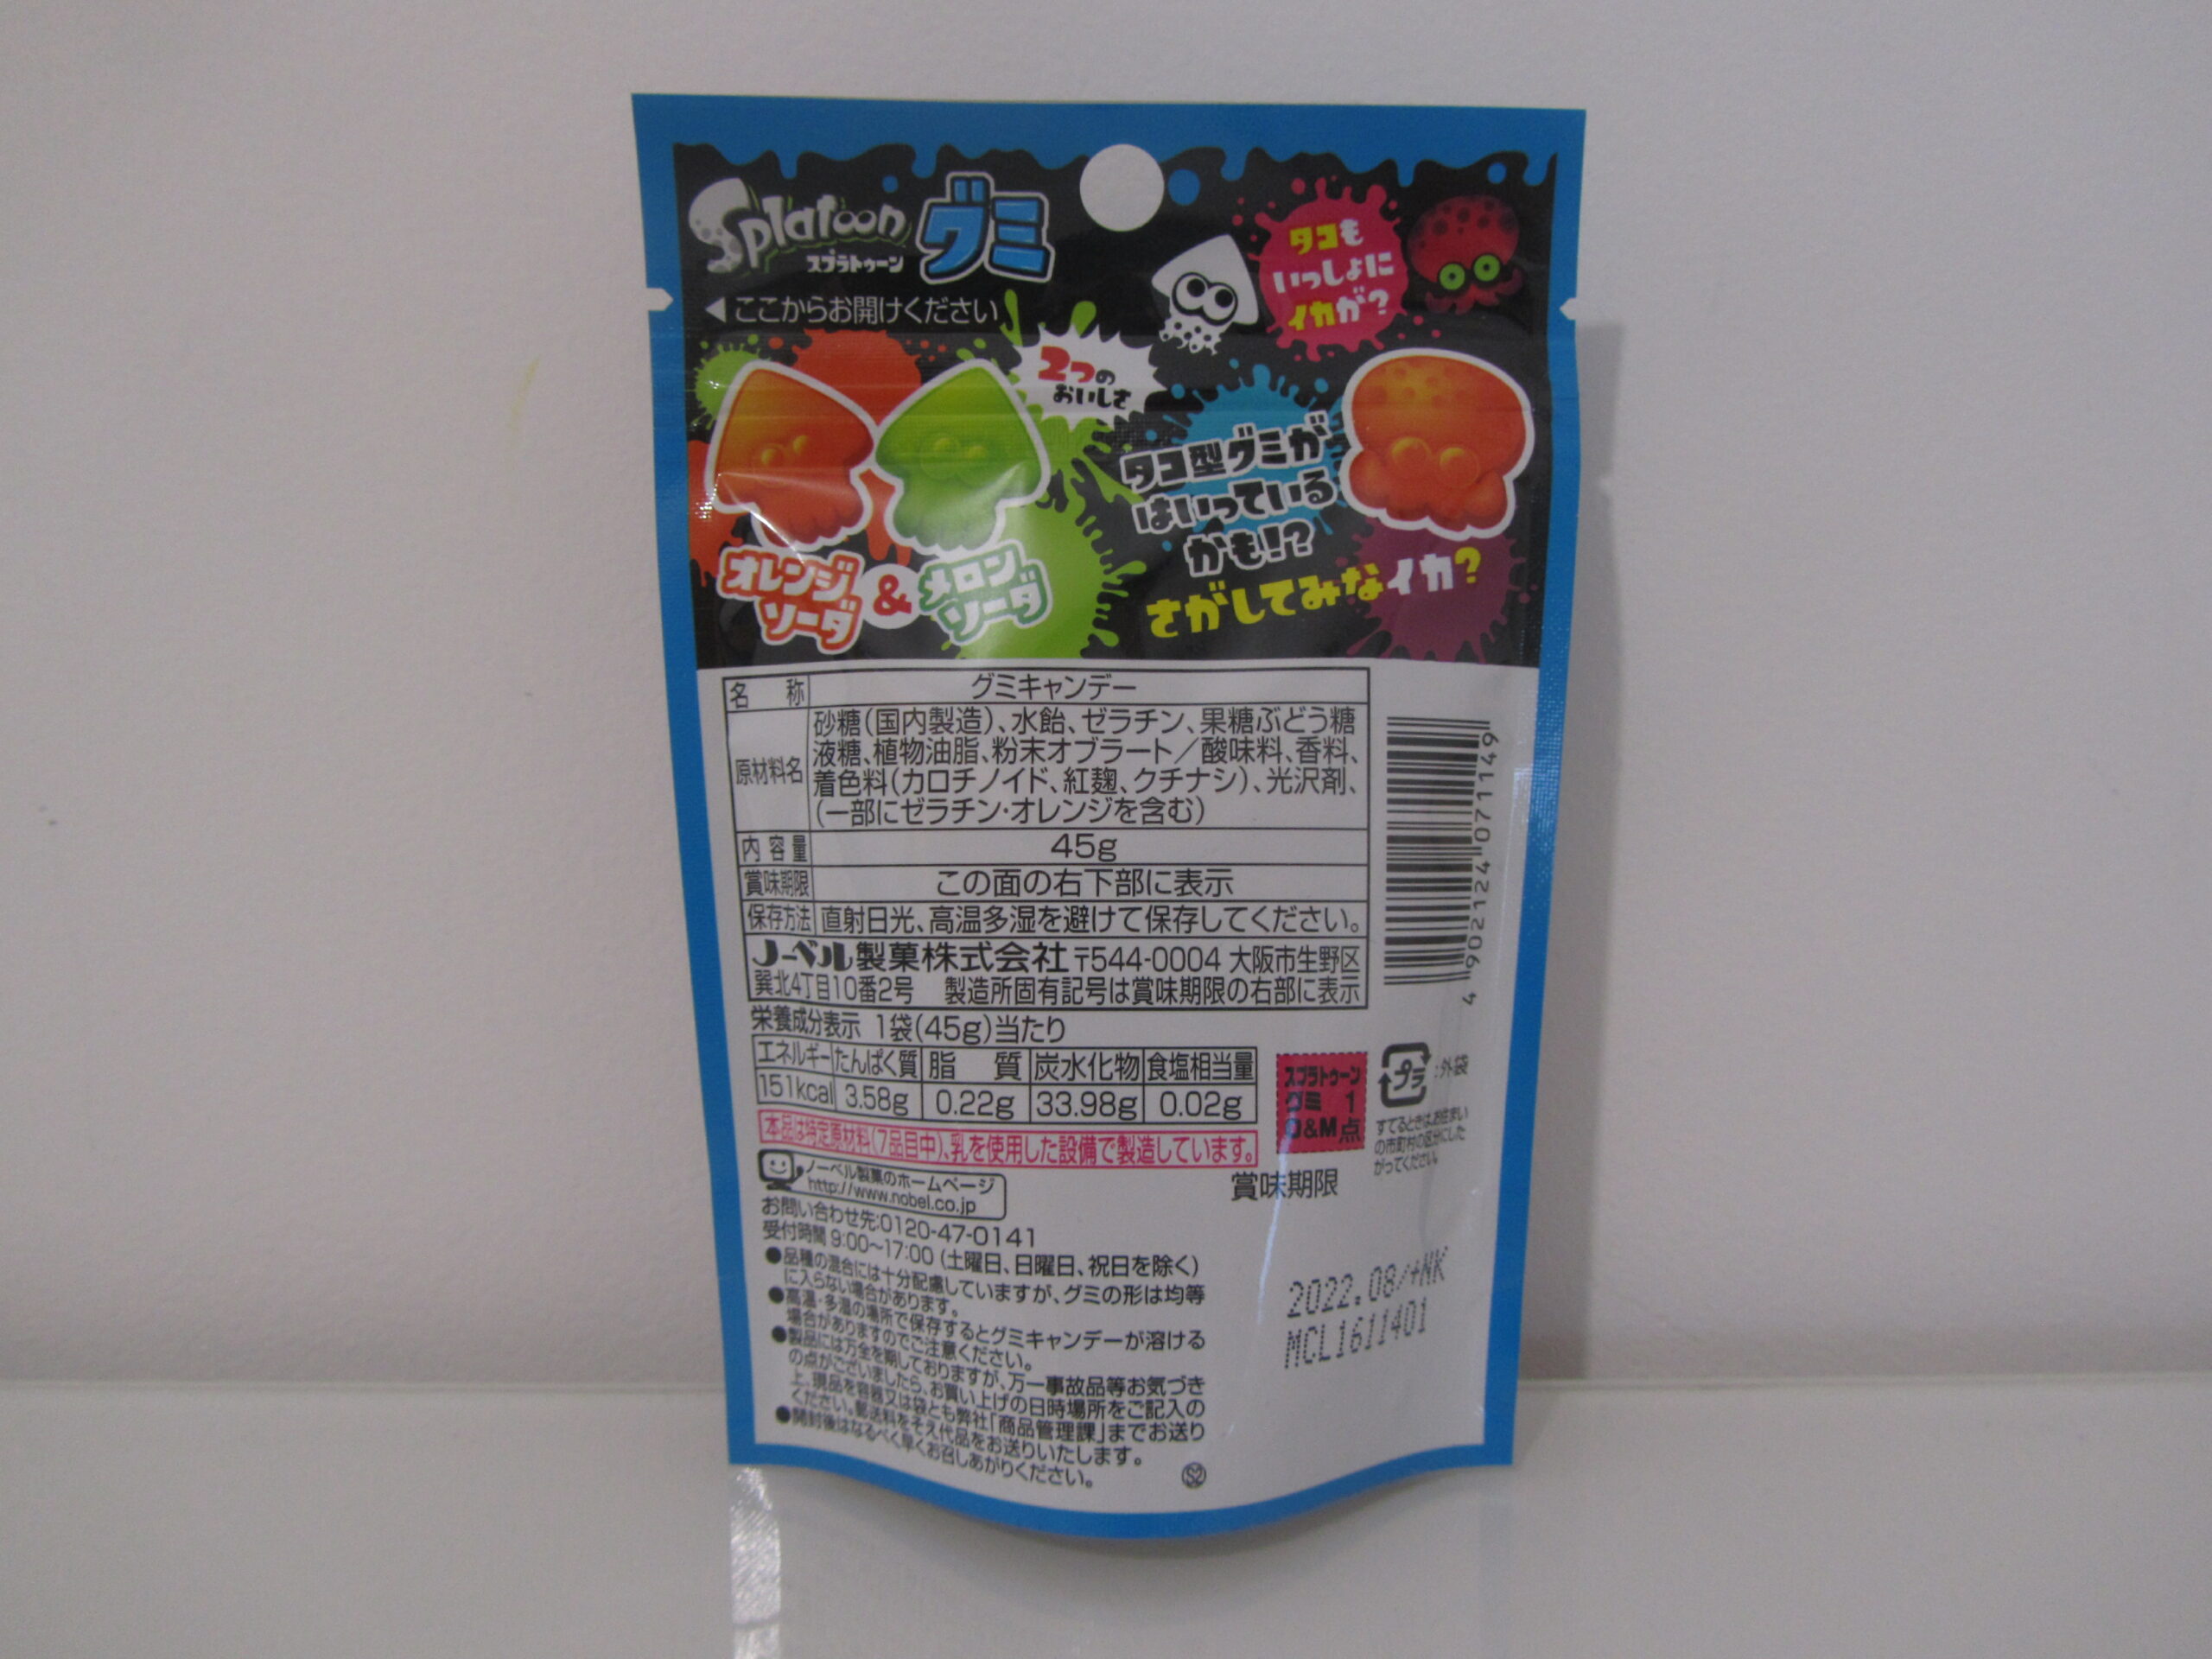 Splatoon グミ
スプラトゥーン
◀ここからお開けください
タコも
いっしょに
イカが?
2つの
おいしさ
オレンジ
ソーダ
&
メロン
ソーダ
タコ型グミが
はいっている
かも!?
さがしてみなイカ?
名称 グミキャンデー
原材料名 砂糖(国内製造)、水飴、ゼラチン、果糖ぶどう糖
液糖、植物油脂、粉末オブラート/酸味料、香料、
着色料(カロチノイド、紅麹、クチナシ)、光沢剤、
(一部にゼラチン・オレンジを含む)
内容量 45g
賞味期限 この面の右下部に表示
保存方法 直射日光、高温多湿を避けて保存してください。
ノーベル製菓株式会社 〒544-0004 大阪市生野区
巽北4丁目10番2号 製造所固有記号は賞味期限の右部に表示
4 902124 071149
栄養成分表示 1袋(45g)当たり
エネルギー たんぱく質 脂質 炭水化物 食塩相当量
151kcal 3.58g 0.22g 33.98g 0.02g
本品は特定原材料(7品目中)、乳を使用した設備で製造しています。
スプラトゥーン
グミ 1
O&M 点
プラ :外袋
すてるときは、お住まい
の市町村の区分にした
がってください。
ノーベル製菓のホームページ
http://www.nobel.co.jp
お問い合わせ先:0120-47-0141
受付時間 9:00~17:00 (土曜日、日曜日、祝日を除く)
●品種の混合には十分配慮していますが、グミの形は均等
に入らない場合があります。
●高温・多湿の場所で保存するとグミキャンデーが溶ける
場合がありますのでご注意ください。
●製品には万全を期しておりますが、万一事故品等お気づき
の点がございましたら、お買い上げの日時場所をご記入の
上、現品を容器又は袋とも弊社「商品管理課」までお送り
ください。郵送料をそえ代品をお送りいたします。
●開封後はなるべく早くお召しあがりください。
S2
賞味期限
2022.08/+NK
MCL1611401